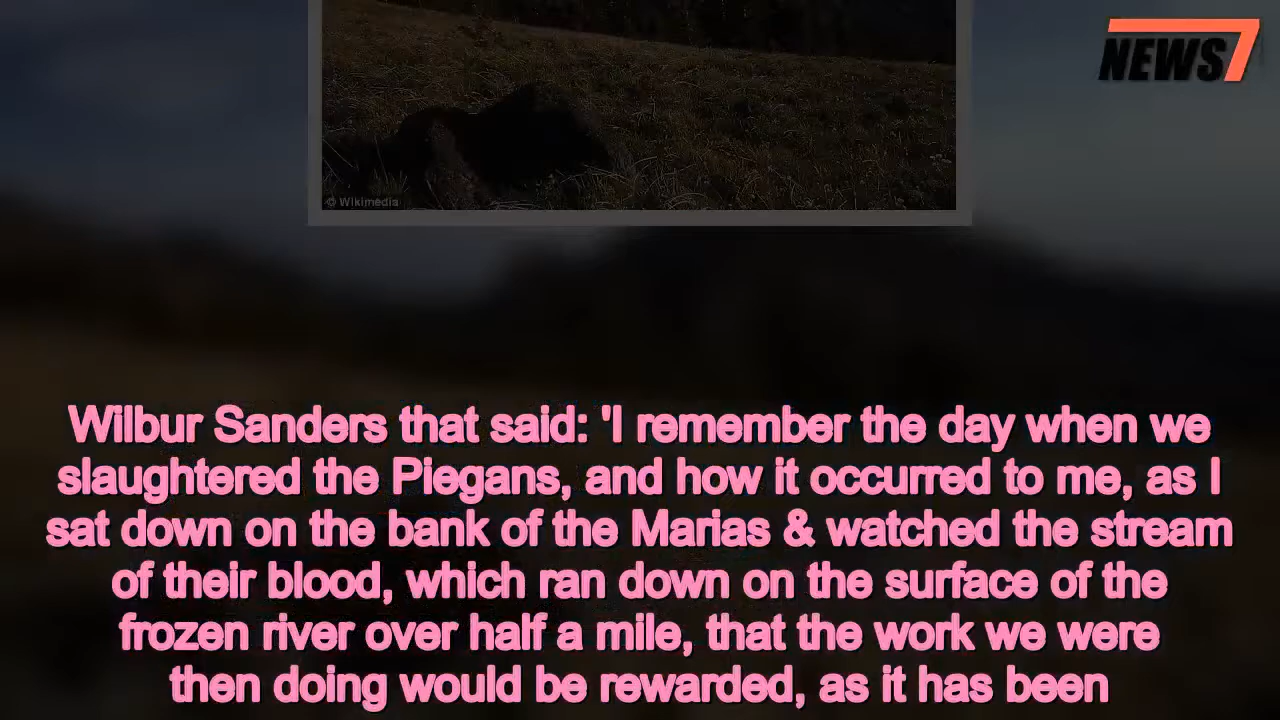 NEWS7
© Wikimedia
Wilbur Sanders that said: 'I remember the day when we
slaughtered the Piegans, and how it occurred to me, as I
sat down on the bank of the Marias & watched the stream
of their blood, which ran down on the surface of the
frozen river over half a mile, that the work we were
then doing would be rewarded, as it has been